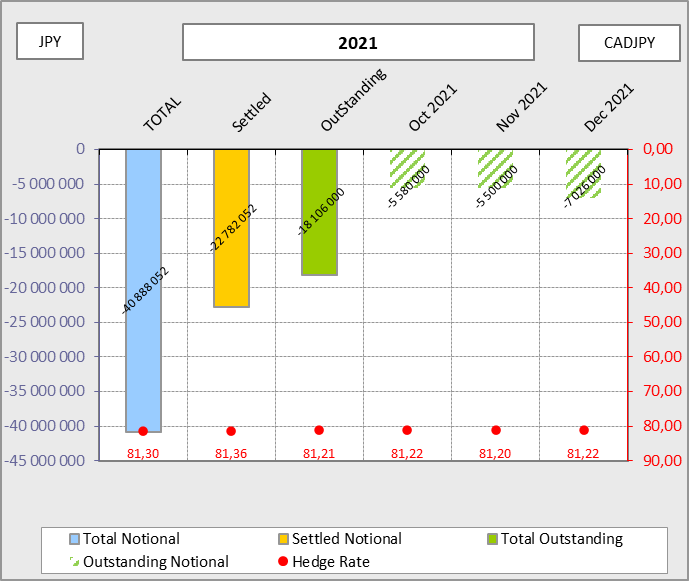 JPY
2021
CADJPY
TOTAL
Settled
OutStanding
Oct 2021
Nov 2021
Dec 2021
0
-5 000 000
-10 000 000
-15 000 000
-20 000 000
-25 000 000
-30 000 000
-35 000 000
-40 000 000
-45 000 000
0,00
10,00
20,00
30,00
40,00
50,00
60,00
70,00
80,00
90,00
-40 888 052
-22 782 052
-18 106 000
-5 580 000
-5 500 000
-7 026 000
81,30
81,36
81,21
81,22
81,20
81,22
Total Notional
Settled Notional
Total Outstanding
Outstanding Notional
Hedge Rate